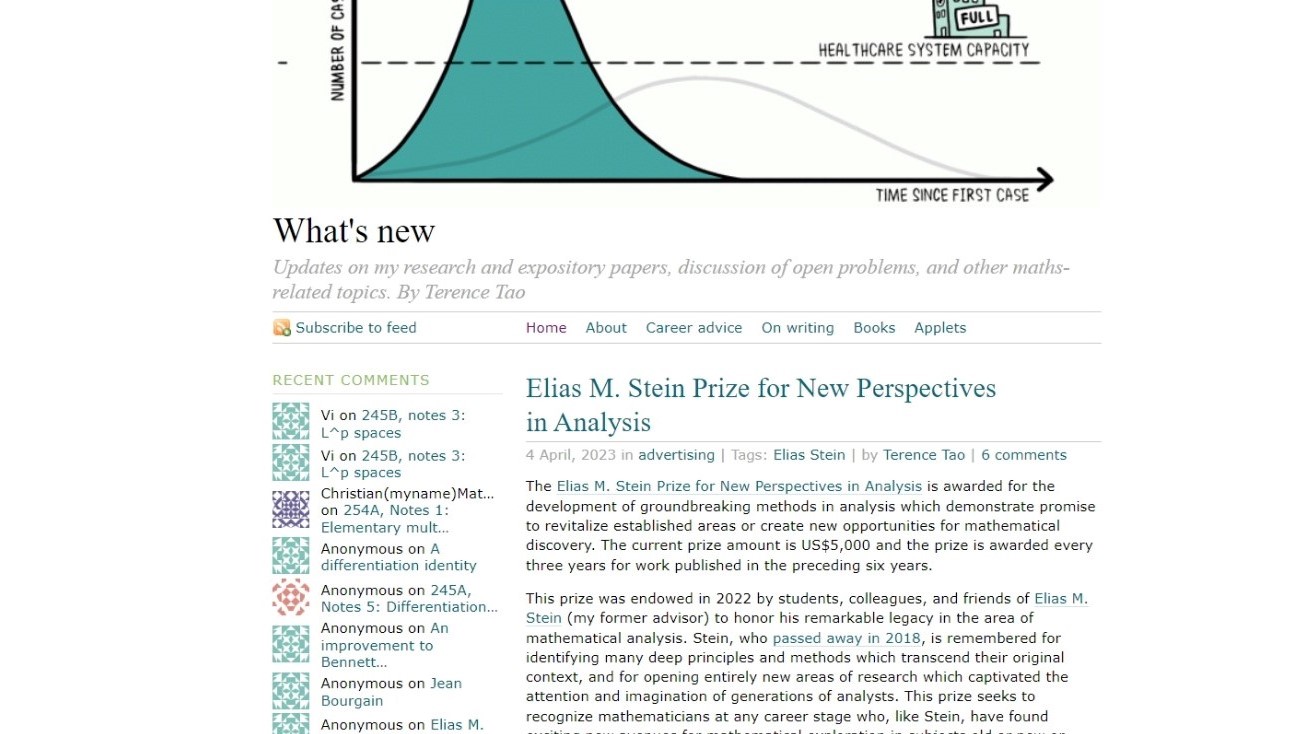 NUMBER OF
FULL
HEALTHCARE SYSTEM CAPACITY
TIME SINCE FIRST CASE
What's new
Updates on my research and expository papers, discussion of open problems, and other maths-
related topics. By Terence Tao
Subscribe to feed
Home About Career advice On writing Books Applets
RECENT COMMENTS
Vi on 245B, notes 3:
L^p spaces
Vi on 245B, notes 3:
L^p spaces
Christian(myname)Mat...
on 254A, Notes 1:
Elementary mult...
Anonymous on A
differentiation identity
Anonymous on 245A,
Notes 5: Differentiation...
Anonymous on An
improvement to
Bennett...
Anonymous on Jean
Bourgain
Anonymous on Elias M.
Elias M. Stein Prize for New Perspectives
in Analysis
4 April, 2023 in advertising | Tags: Elias Stein | by Terence Tao | 6 comments
The Elias M. Stein Prize for New Perspectives in Analysis is awarded for the
development of groundbreaking methods in analysis which demonstrate promise
to revitalize established areas or create new opportunities for mathematical
discovery. The current prize amount is US$5,000 and the prize is awarded every
three years for work published in the preceding six years.
This prize was endowed in 2022 by students, colleagues, and friends of Elias M.
Stein (my former advisor) to honor his remarkable legacy in the area of
mathematical analysis. Stein, who passed away in 2018, is remembered for
identifying many deep principles and methods which transcend their original
context, and for opening entirely new areas of research which captivated the
attention and imagination of generations of analysts. This prize seeks to
recognize mathematicians at any career stage who, like Stein, have found